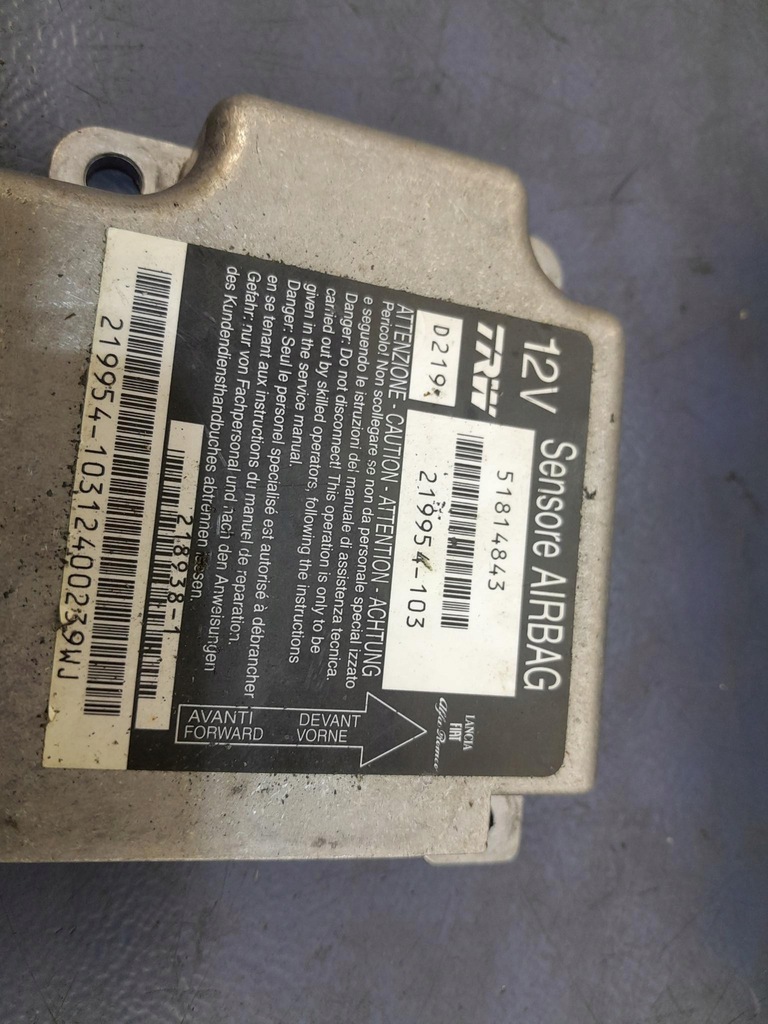 12V Sensore AIRBAG
TRW
51814843
219954-103
LANCIA
FIAT
Alfa Romeo
ATTENZIONE - CAUTION - ATTENTION - ACHTUNG
Pericolo! Non scollegare se non da personale special izzato
e seguendo le istruzioni del manuale di assistenza tecnica.
Danger: Do not disconnect! This operation is only to be
carried out by skilled operators, following the instructions
given in the service manual.
Danger: Seul le personel specialisé est autorisé à débrancher
en se tenant aux instructions du manuel de reparation.
Gefahr: nur von Fachpersonal und nach den Anweisungen
des Kundendiensthandbuches abtrennen lassen.
DEVANT
VORNE
AVANTI
FORWARD
218938-1
219954-10312400239WJ